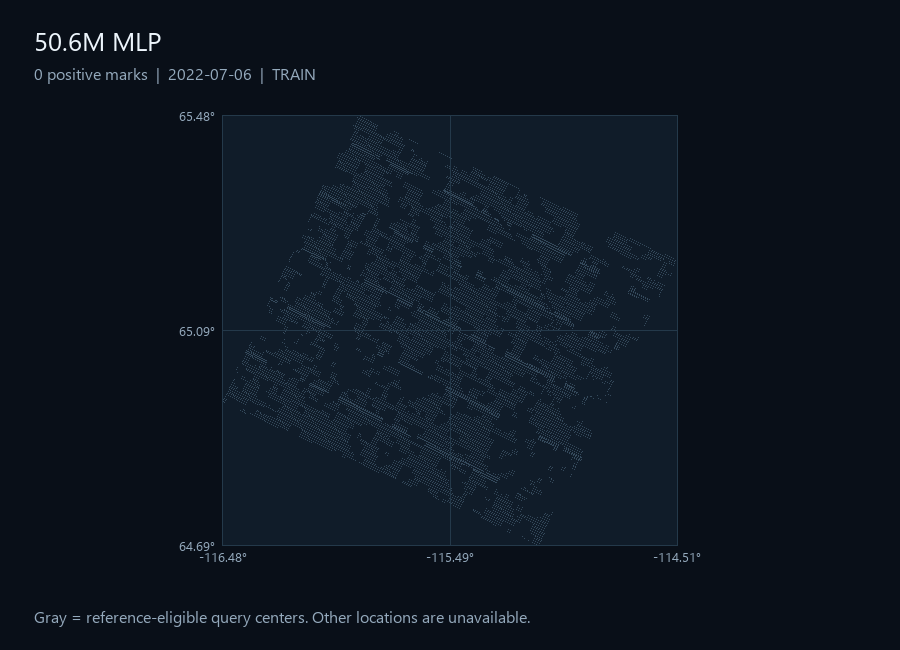 50.6M MLP
0 positive marks | 2022-07-06 | TRAIN
65.48°
65.09°
64.69°
-116.48° -115.49° -114.51°
Gray = reference-eligible query centers. Other locations are unavailable.